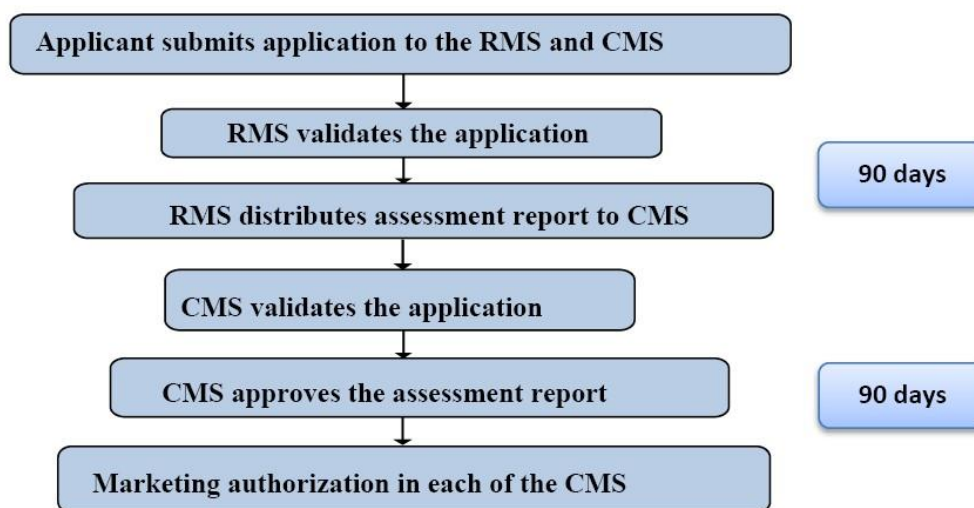 Applicant submits application to the RMS and CMS
RMS validates the application
90 days
RMS distributes assessment report to CMS
CMS validates the application
CMS approves the assessment report
90 days
Marketing authorization in each of the CMS